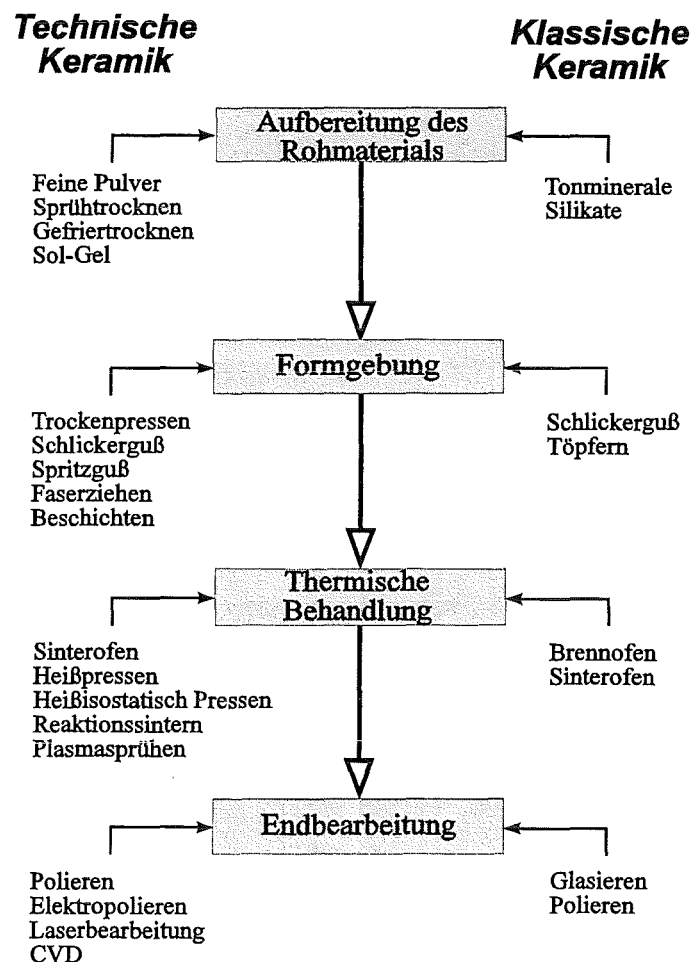 Technische
Keramik
Klassische
Keramik
Aufbereitung des
Rohmaterials
Feine Pulver
Sprühtrocknen
Gefriertrocknen
Sol-Gel
Tonminerale
Silikate
Formgebung
Trockenpressen
Schlickerguß
Spritzguß
Faserziehen
Beschichten
Schlickerguß
Töpfern
Thermische
Behandlung
Sinterofen
Heißpressen
Heißisostatisch Pressen
Reaktionssintern
Plasmasprühen
Brennofen
Sinterofen
Endbearbeitung
Polieren
Elektropolieren
Laserbearbeitung
CVD
Glasieren
Polieren